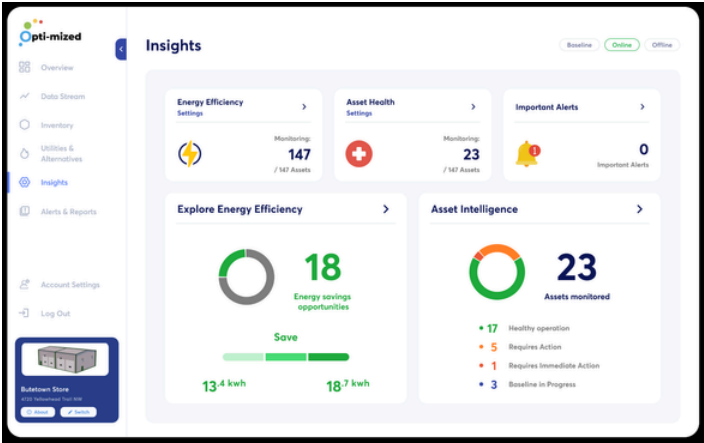 Opti-mized
Insights
Baseline
Online
Offline
Overview
Data Stream
Inventory
Utilities &
Alternatives
Insights
Alerts & Reports
Account Settings
Log Out
Butetown Store
4120 Yellowhead Trail NW
About
Switch
Energy Efficiency
Settings
Monitoring:
147
/ 147 Assets
Asset Health
Settings
Monitoring:
23
/ 147 Assets
Important Alerts
1
0
Important Alerts
Explore Energy Efficiency
18
Energy savings
opportunities
Save
13.4 kwh
18.7 kwh
Asset Intelligence
23
Assets monitored
17 Healthy operation
5 Requires Action
1 Requires Immediate Action
3 Baseline in Progress